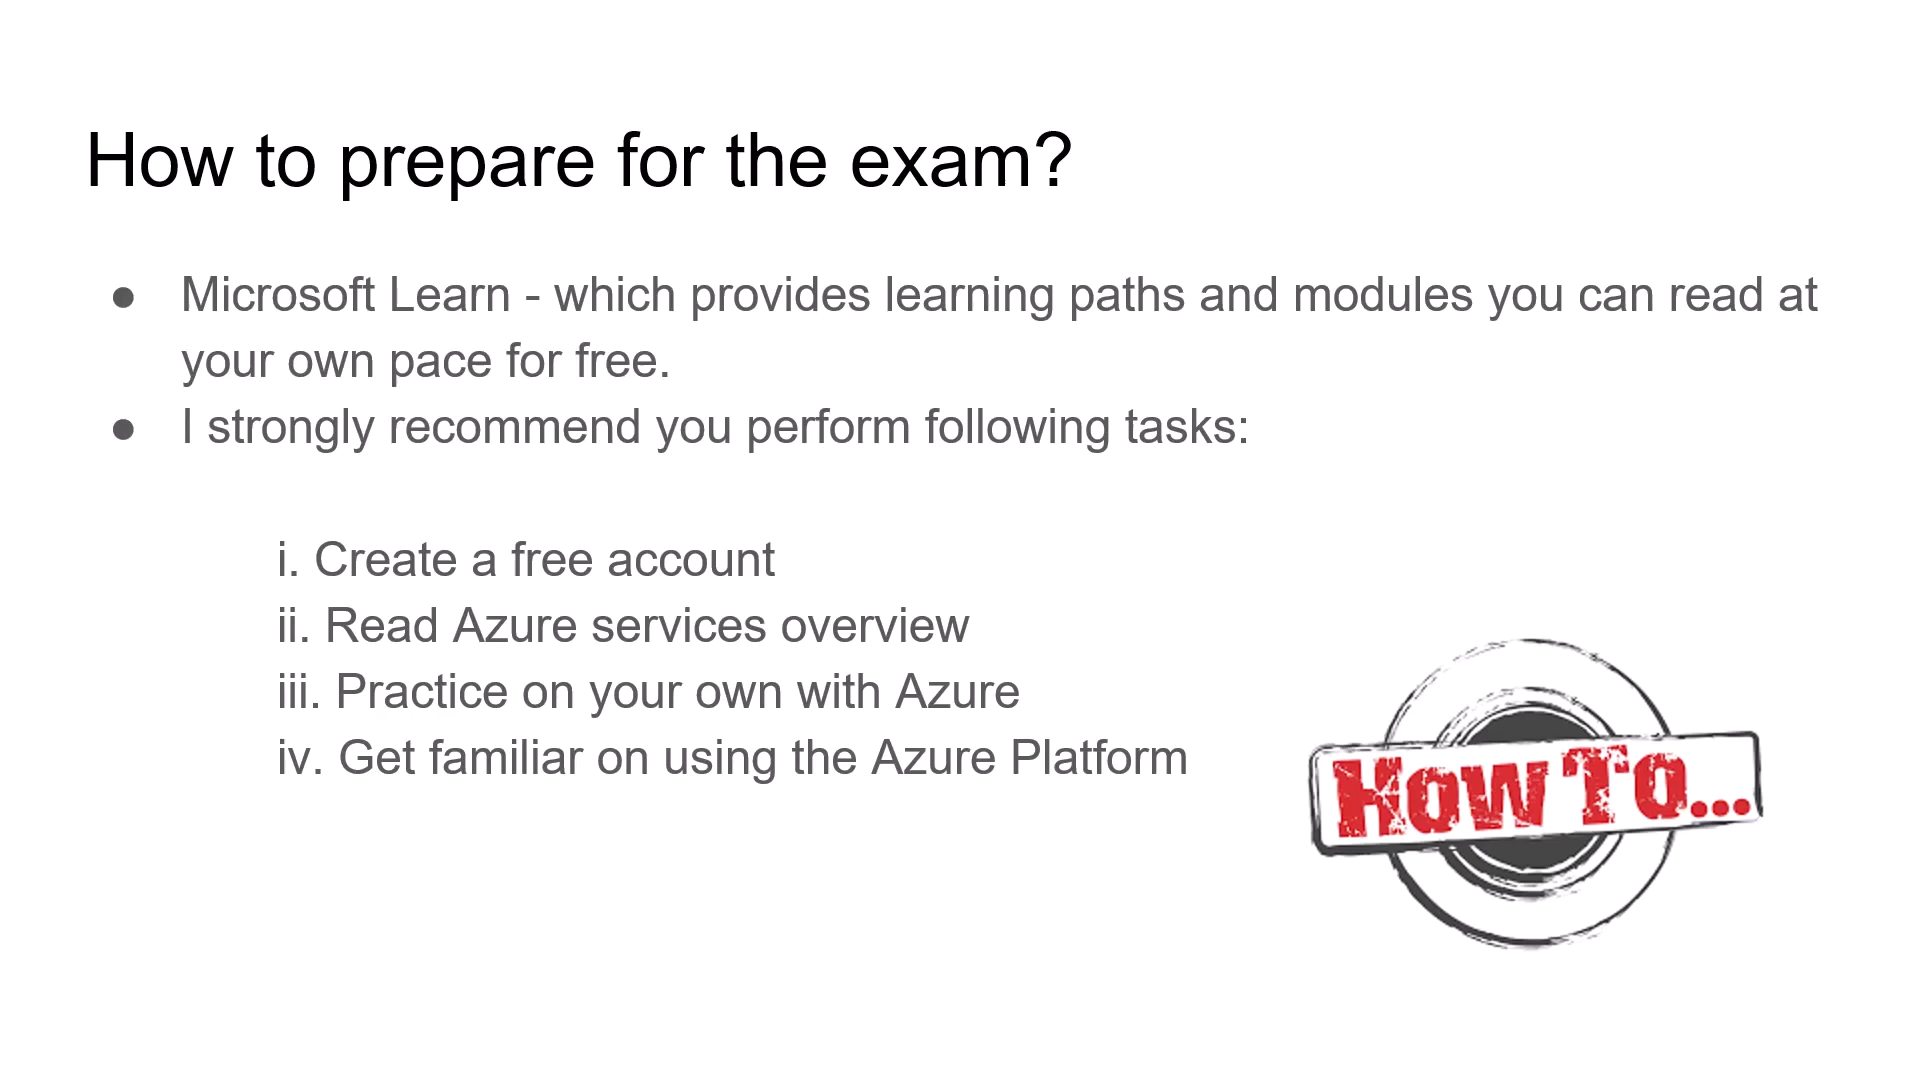 How to prepare for the exam?
● Microsoft Learn - which provides learning paths and modules you can read at
your own pace for free.
● I strongly recommend you perform following tasks:
i. Create a free account
ii. Read Azure services overview
iii. Practice on your own with Azure
iv. Get familiar on using the Azure Platform
How To...